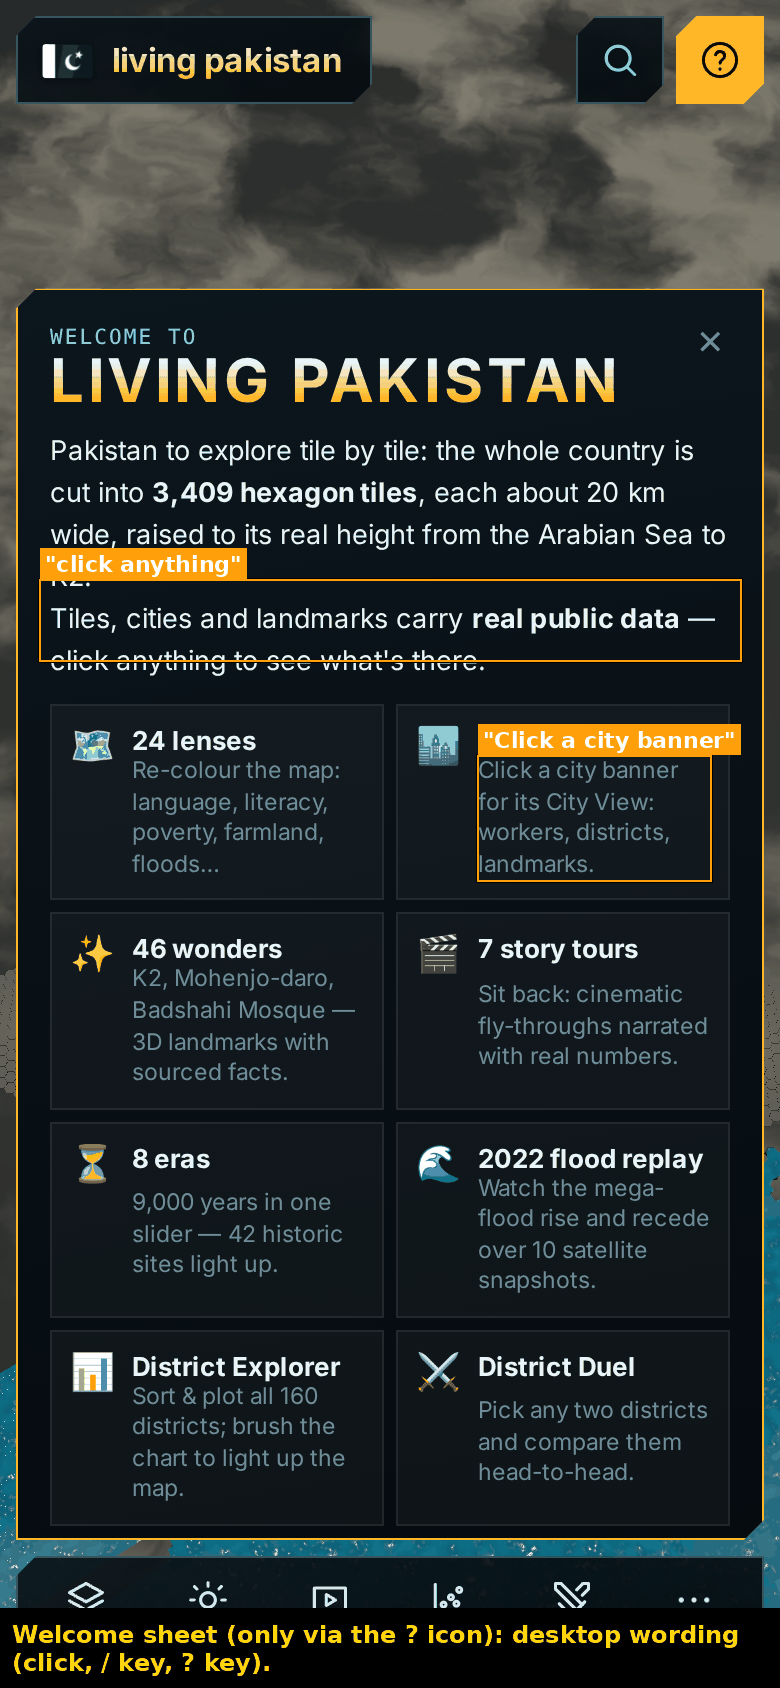 living pakistan
WELCOME TO
LIVING PAKISTAN
Pakistan to explore tile by tile: the whole country is
cut into 3,409 hexagon tiles, each about 20 km
wide, raised to its real height from the Arabian Sea to
K2.
"click anything"
Tiles, cities and landmarks carry real public data —
click anything to see what's there.
24 lenses
Re-colour the map:
language, literacy,
poverty, farmland,
floods...
"Click a city banner"
Click a city banner
for its City View:
workers, districts,
landmarks.
46 wonders
K2, Mohenjo-daro,
Badshahi Mosque —
3D landmarks with
sourced facts.
7 story tours
Sit back: cinematic
fly-throughs narrated
with real numbers.
8 eras
9,000 years in one
slider — 42 historic
sites light up.
2022 flood replay
Watch the mega-
flood rise and recede
over 10 satellite
snapshots.
District Explorer
Sort & plot all 160
districts; brush the
chart to light up the
map.
District Duel
Pick any two districts
and compare them
head-to-head.
Welcome sheet (only via the ? icon): desktop wording
(click, / key, ? key).